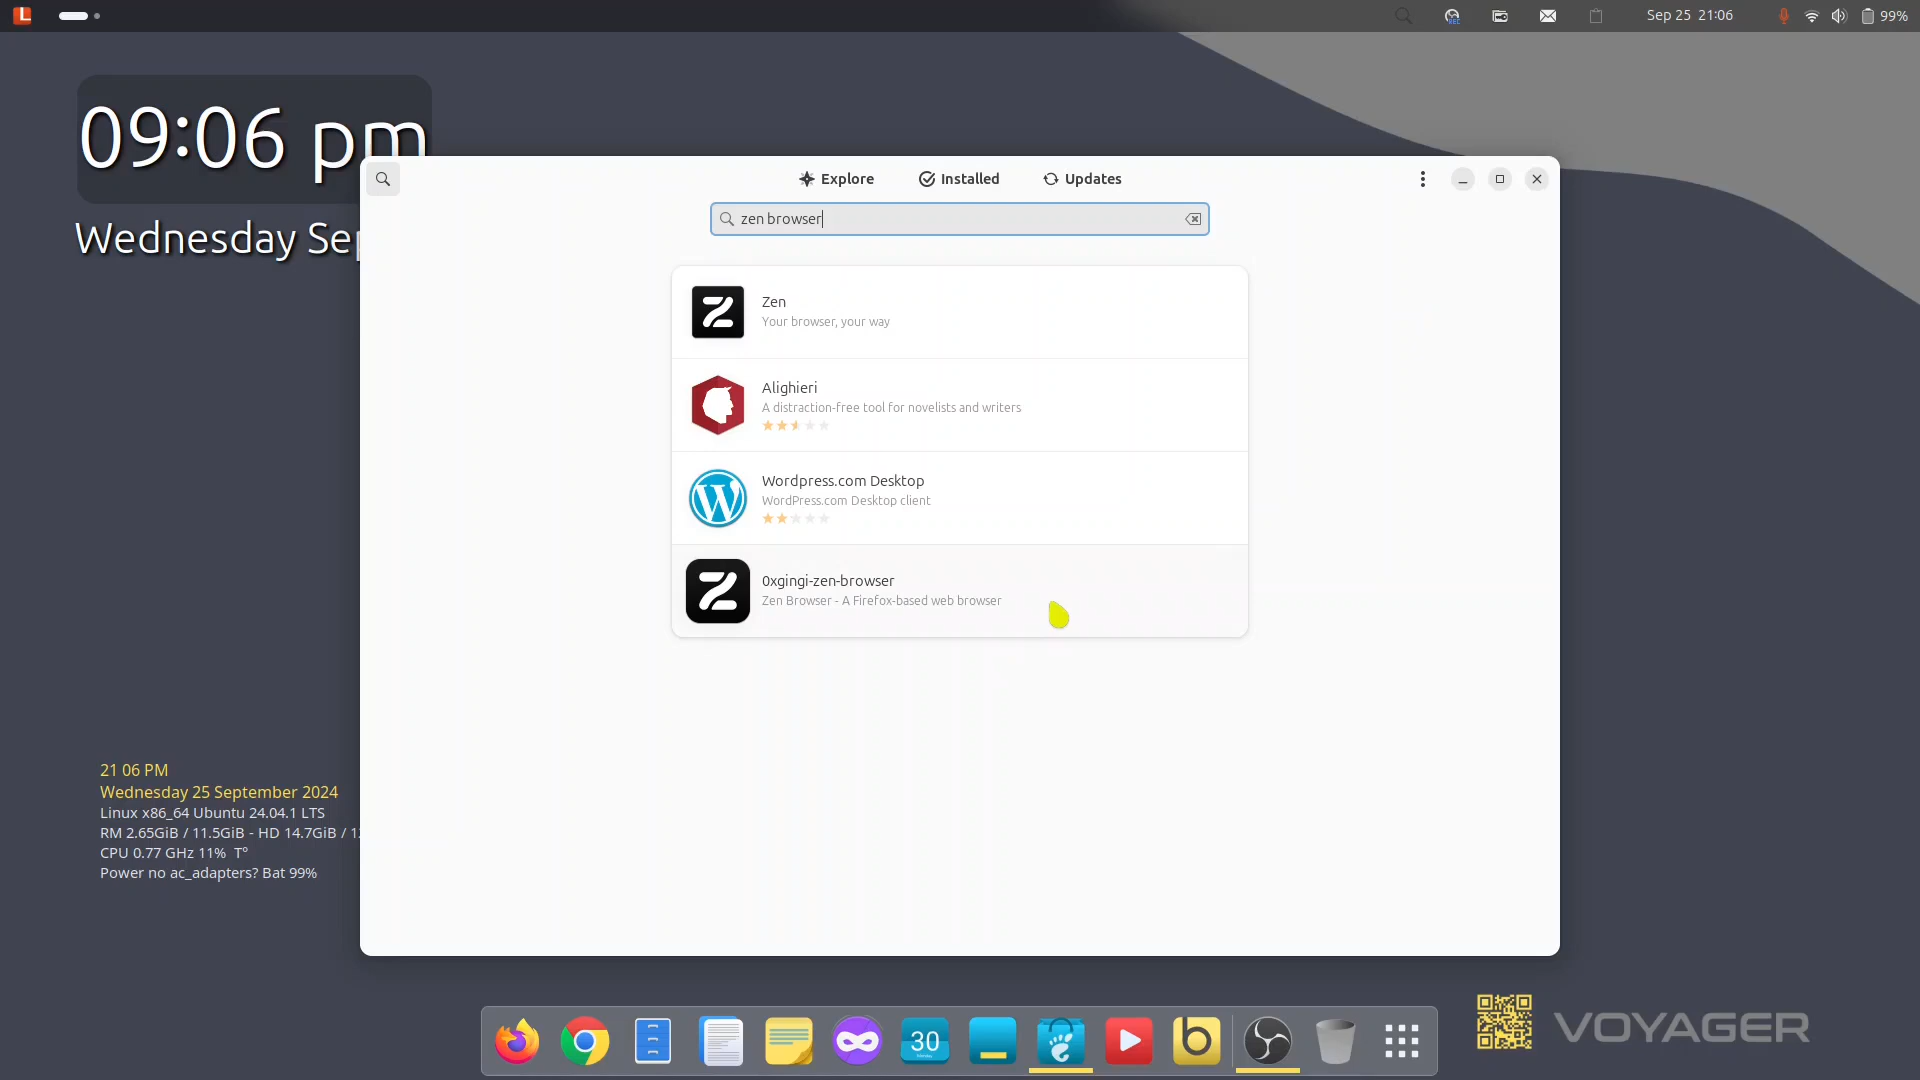 Sep 25 21:06
99%
09:06 pm
Wednesday Sep
Explore
Installed
Updates
zen browser
Zen
Your browser, your way
Alighieri
A distraction-free tool for novelists and writers
Wordpress.com Desktop
WordPress.com Desktop client
0xgingi-zen-browser
Zen Browser - A Firefox-based web browser
21 06 PM
Wednesday 25 September 2024
Linux x86_64 Ubuntu 24.04.1 LTS
RM 2.65GiB / 11.5GiB - HD 14.7GiB /
CPU 0.77 GHz 11% T°
Power no ac_adapters? Bat 99%
30
VOYAGER